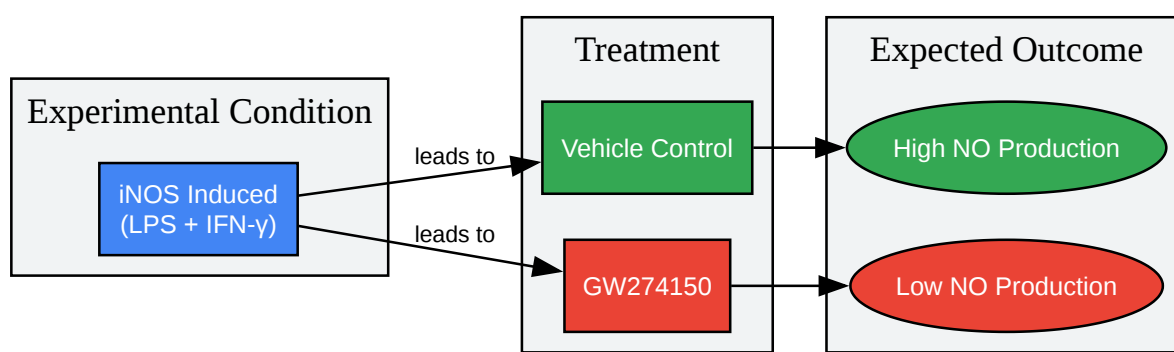 Experimental Condition
iNOS Induced
(LPS + IFN-γ)
leads to
leads to
Treatment
Vehicle Control
GW274150
Expected Outcome
High NO Production
Low NO Production